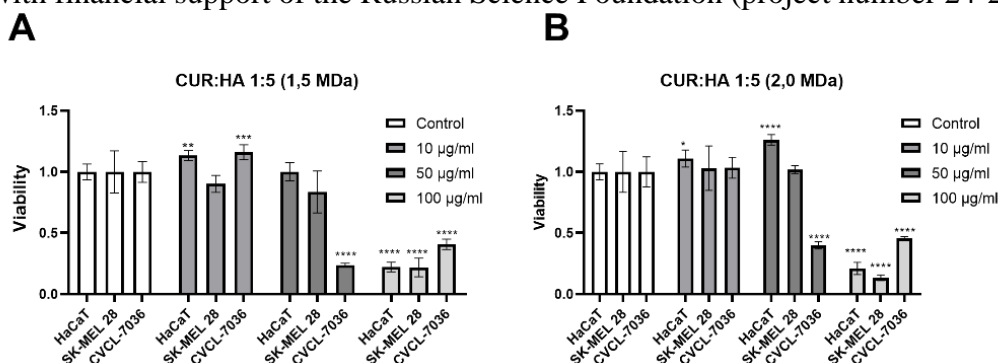 with financial support of the Russian Science Foundation (project number 24-2
A
B
CUR:HA 1:5 (1,5 MDa)
Viability
1.5
1.0
0.5
0.0
** *** **** **** **** ****
Control
10 µg/ml
50 µg/ml
100 µg/ml
HaCaT SK-MEL 28 CVCL-7036 HaCaT SK-MEL 28 CVCL-7036 HaCaT SK-MEL 28 CVCL-7036 HaCaT SK-MEL 28 CVCL-7036
CUR:HA 1:5 (2,0 MDa)
Viability
1.5
1.0
0.5
0.0
* **** **** **** **** ****
Control
10 µg/ml
50 µg/ml
100 µg/ml
HaCaT SK-MEL 28 CVCL-7036 HaCaT SK-MEL 28 CVCL-7036 HaCaT SK-MEL 28 CVCL-7036 HaCaT SK-MEL 28 CVCL-7036